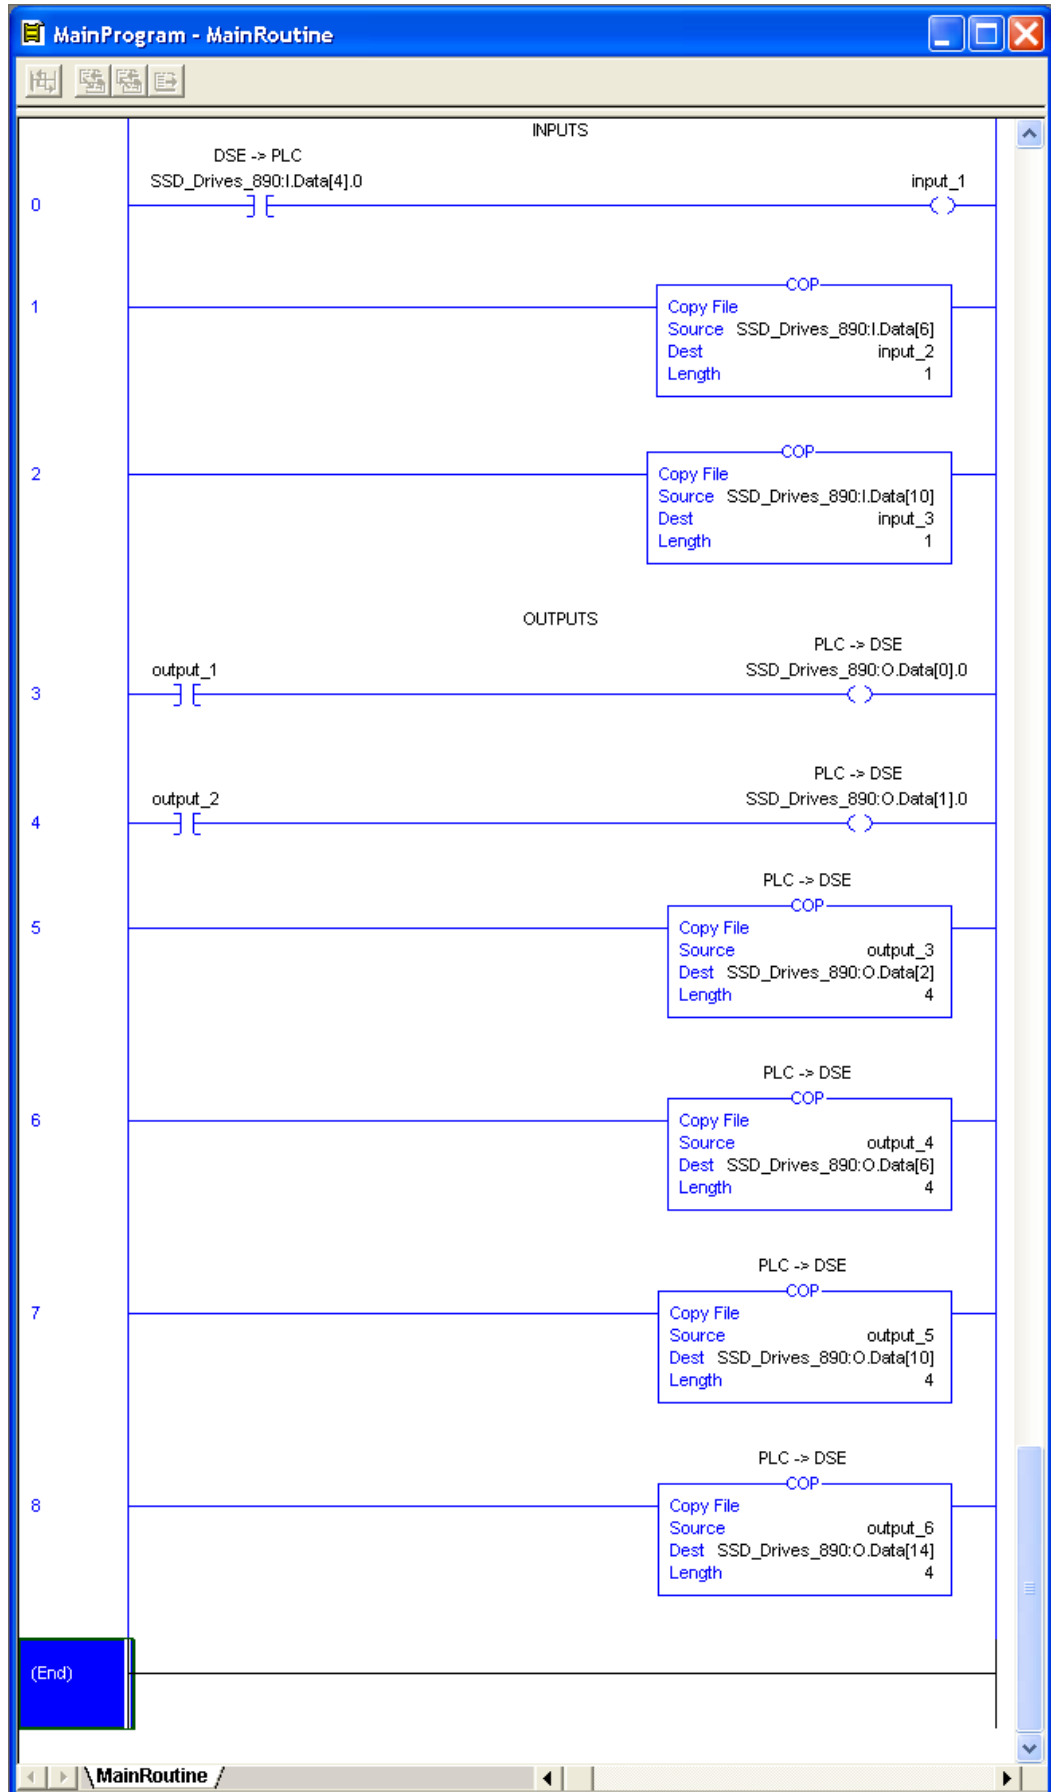 MainProgram - MainRoutine
INPUTS
DSE -> PLC
SSD_Drives_890:I.Data[4].0
input_1
0
COP
1
Copy File
Source SSD_Drives_890:I.Data[6]
Dest input_2
Length 1
COP
2
Copy File
Source SSD_Drives_890:I.Data[10]
Dest input_3
Length 1
OUTPUTS
PLC -> DSE
output_1 SSD_Drives_890:O.Data[0].0
3
PLC -> DSE
output_2 SSD_Drives_890:O.Data[1].0
4
PLC -> DSE
COP
5
Copy File
Source output_3
Dest SSD_Drives_890:O.Data[2]
Length 4
PLC -> DSE
COP
6
Copy File
Source output_4
Dest SSD_Drives_890:O.Data[6]
Length 4
PLC -> DSE
COP
7
Copy File
Source output_5
Dest SSD_Drives_890:O.Data[10]
Length 4
PLC -> DSE
COP
8
Copy File
Source output_6
Dest SSD_Drives_890:O.Data[14]
Length 4
(End)
MainRoutine